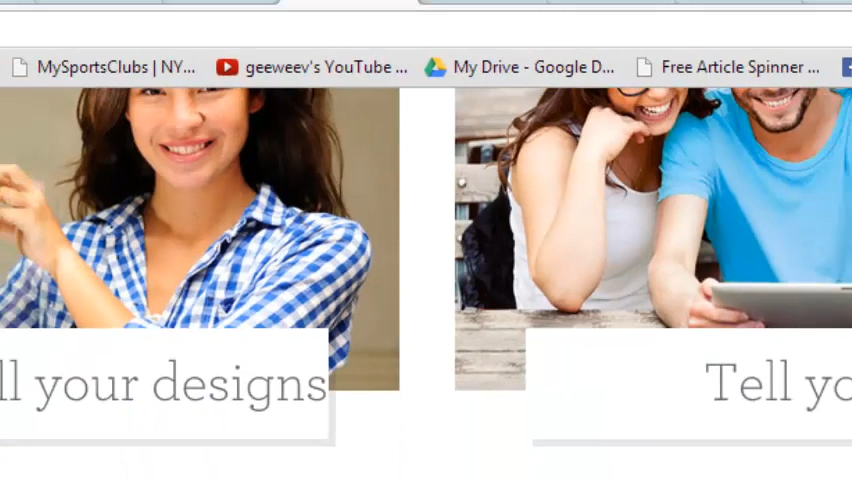 MySportsClubs | NY...
geeweev's YouTube ...
My Drive - Google D...
Free Article Spinner ...
ll your designs
Tell yo